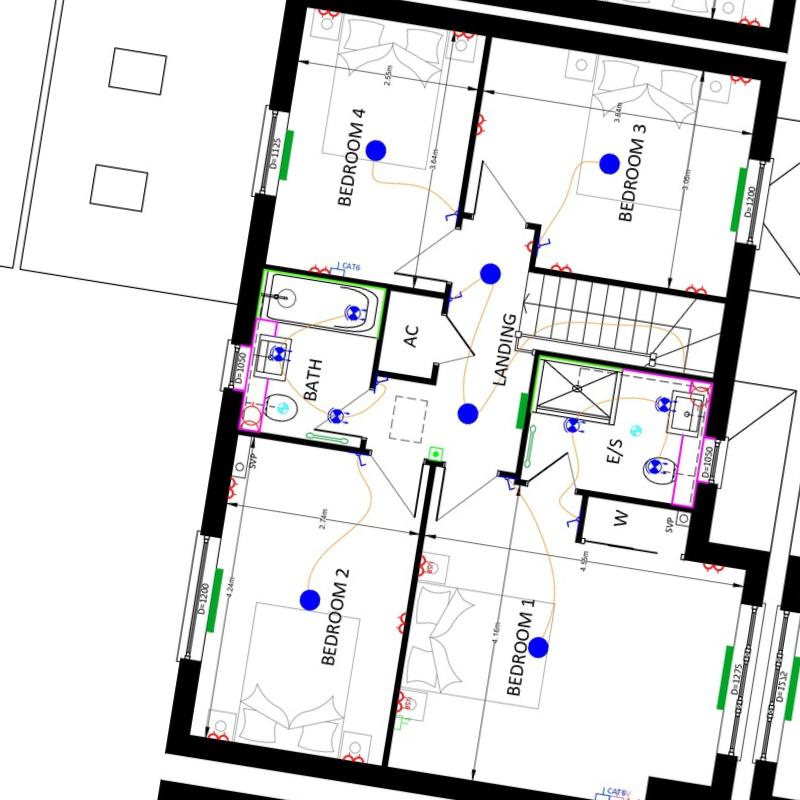 BEDROOM 4
2.55m
3.64m
D=1125
CAT6
BEDROOM 3
3.64m
3.05m
D=1200
AC
LANDING
BATH
D=1050
SVP
E/S
D=1050
W
SVP
BEDROOM 2
2.74m
4.24m
D=1200
BEDROOM 1
4.55m
4.16m
D=1275
CAT6